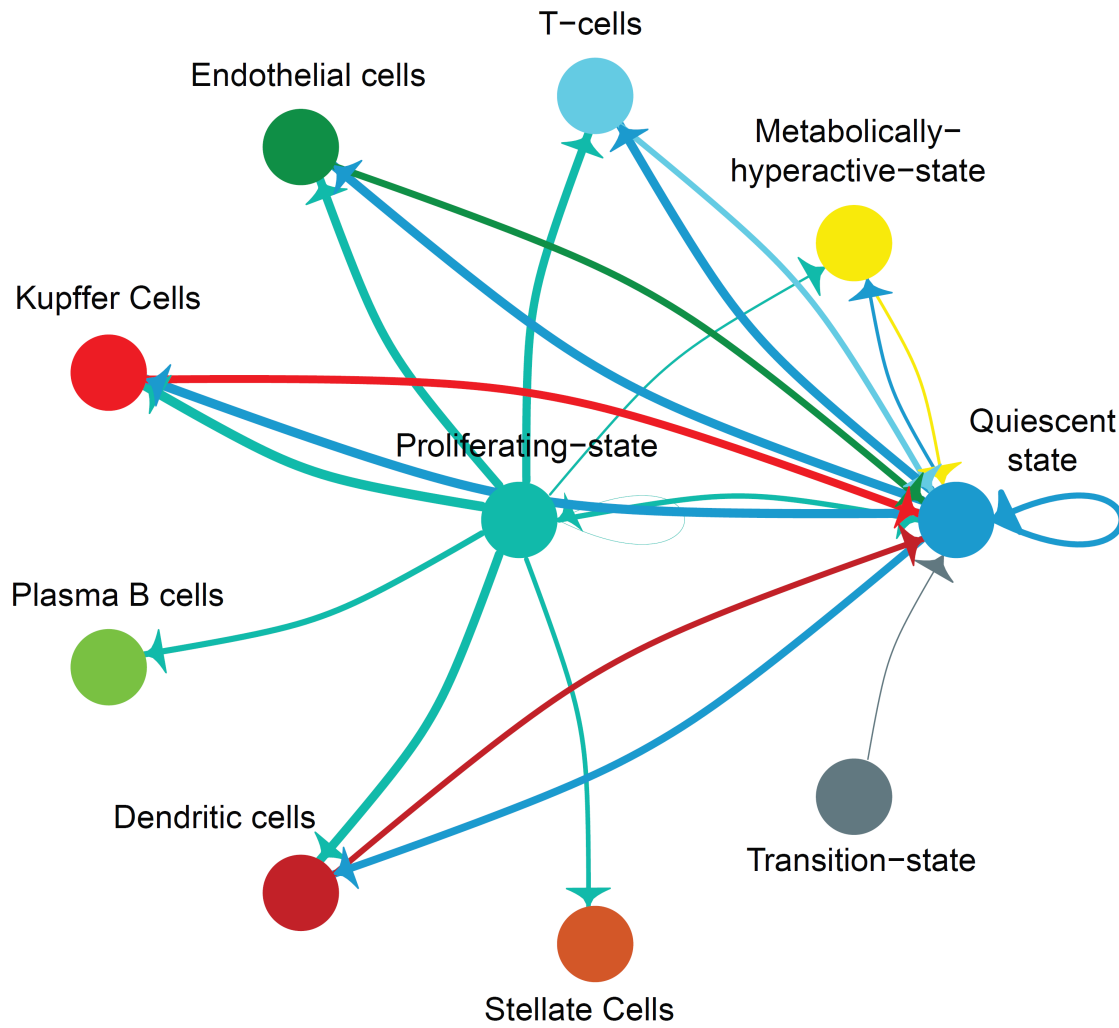 T−cells
Endothelial cells
Metabolically−
hyperactive−state
Kupffer Cells
Quiescent
state
Proliferating−state
Plasma B cells
Dendritic cells
Transition−state
Stellate Cells